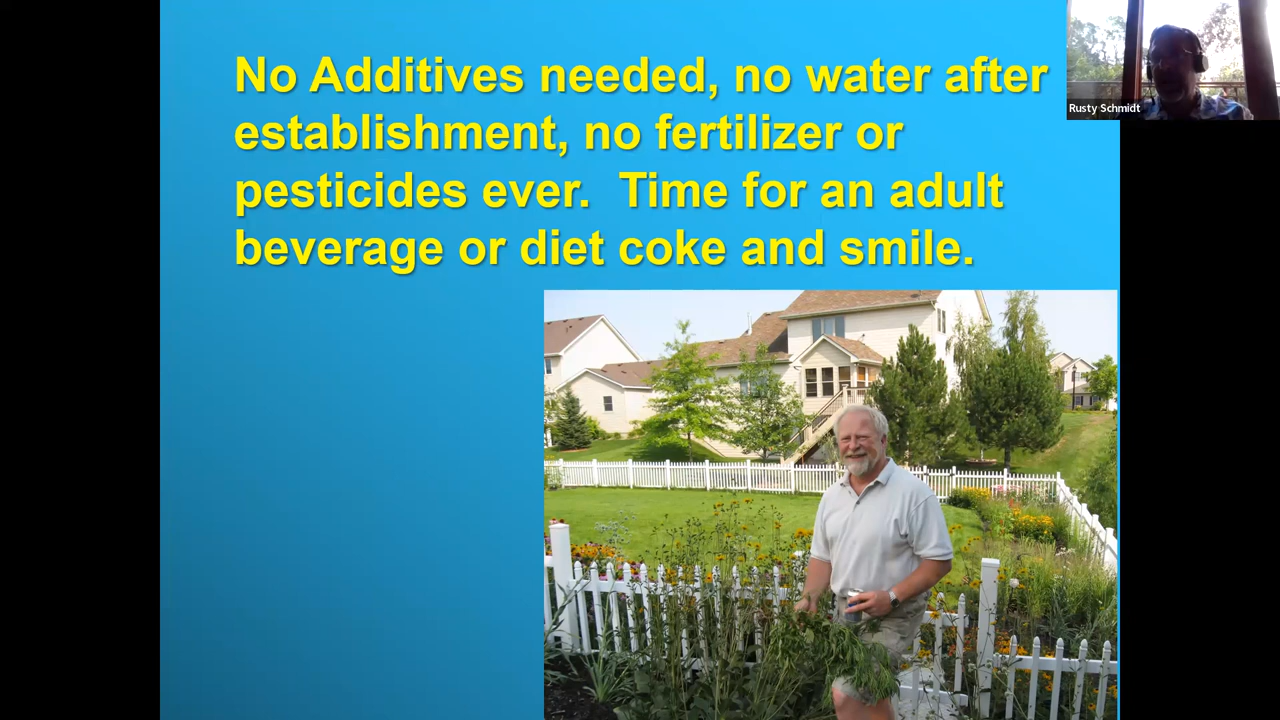 No Additives needed, no water after
establishment, no fertilizer or
pesticides ever.  Time for an adult
beverage or diet coke and smile.
Rusty Schmidt